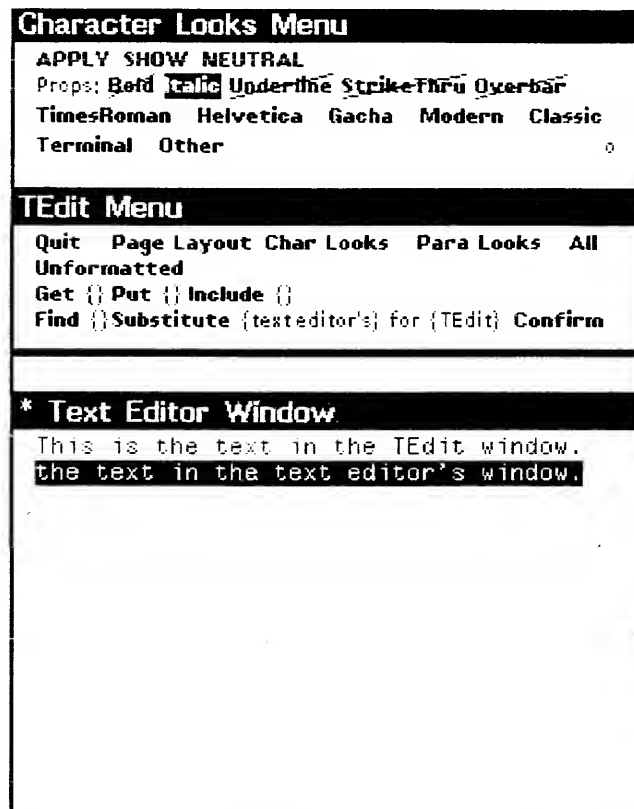 Character Looks Menu
APPLY SHOW NEUTRAL
Props: Bold Italic Underline StrikeThru Overbar
TimesRoman Helvetica Gacha Modern Classic
Terminal Other o
TEdit Menu
Quit Page Layout Char Looks Para Looks All
Unformatted
Get {} Put {} Include {}
Find {} Substitute {text editor's} for {TEdit} Confirm
* Text Editor Window
This is the text in the TEdit window.
the text in the text editor's window.